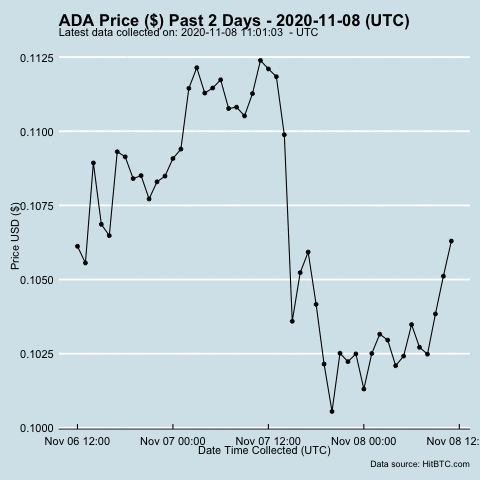 ADA Price ($) Past 2 Days - 2020-11-08 (UTC)
Latest data collected on: 2020-11-08 11:01:03 - UTC
0.1125
0.1100
0.1075
0.1050
0.1025
0.1000
Price USD ($)
Nov 06 12:00 Nov 07 00:00 Nov 07 12:00 Nov 08 00:00 Nov 08 12:
Date Time Collected (UTC)
Data source: HitBTC.com